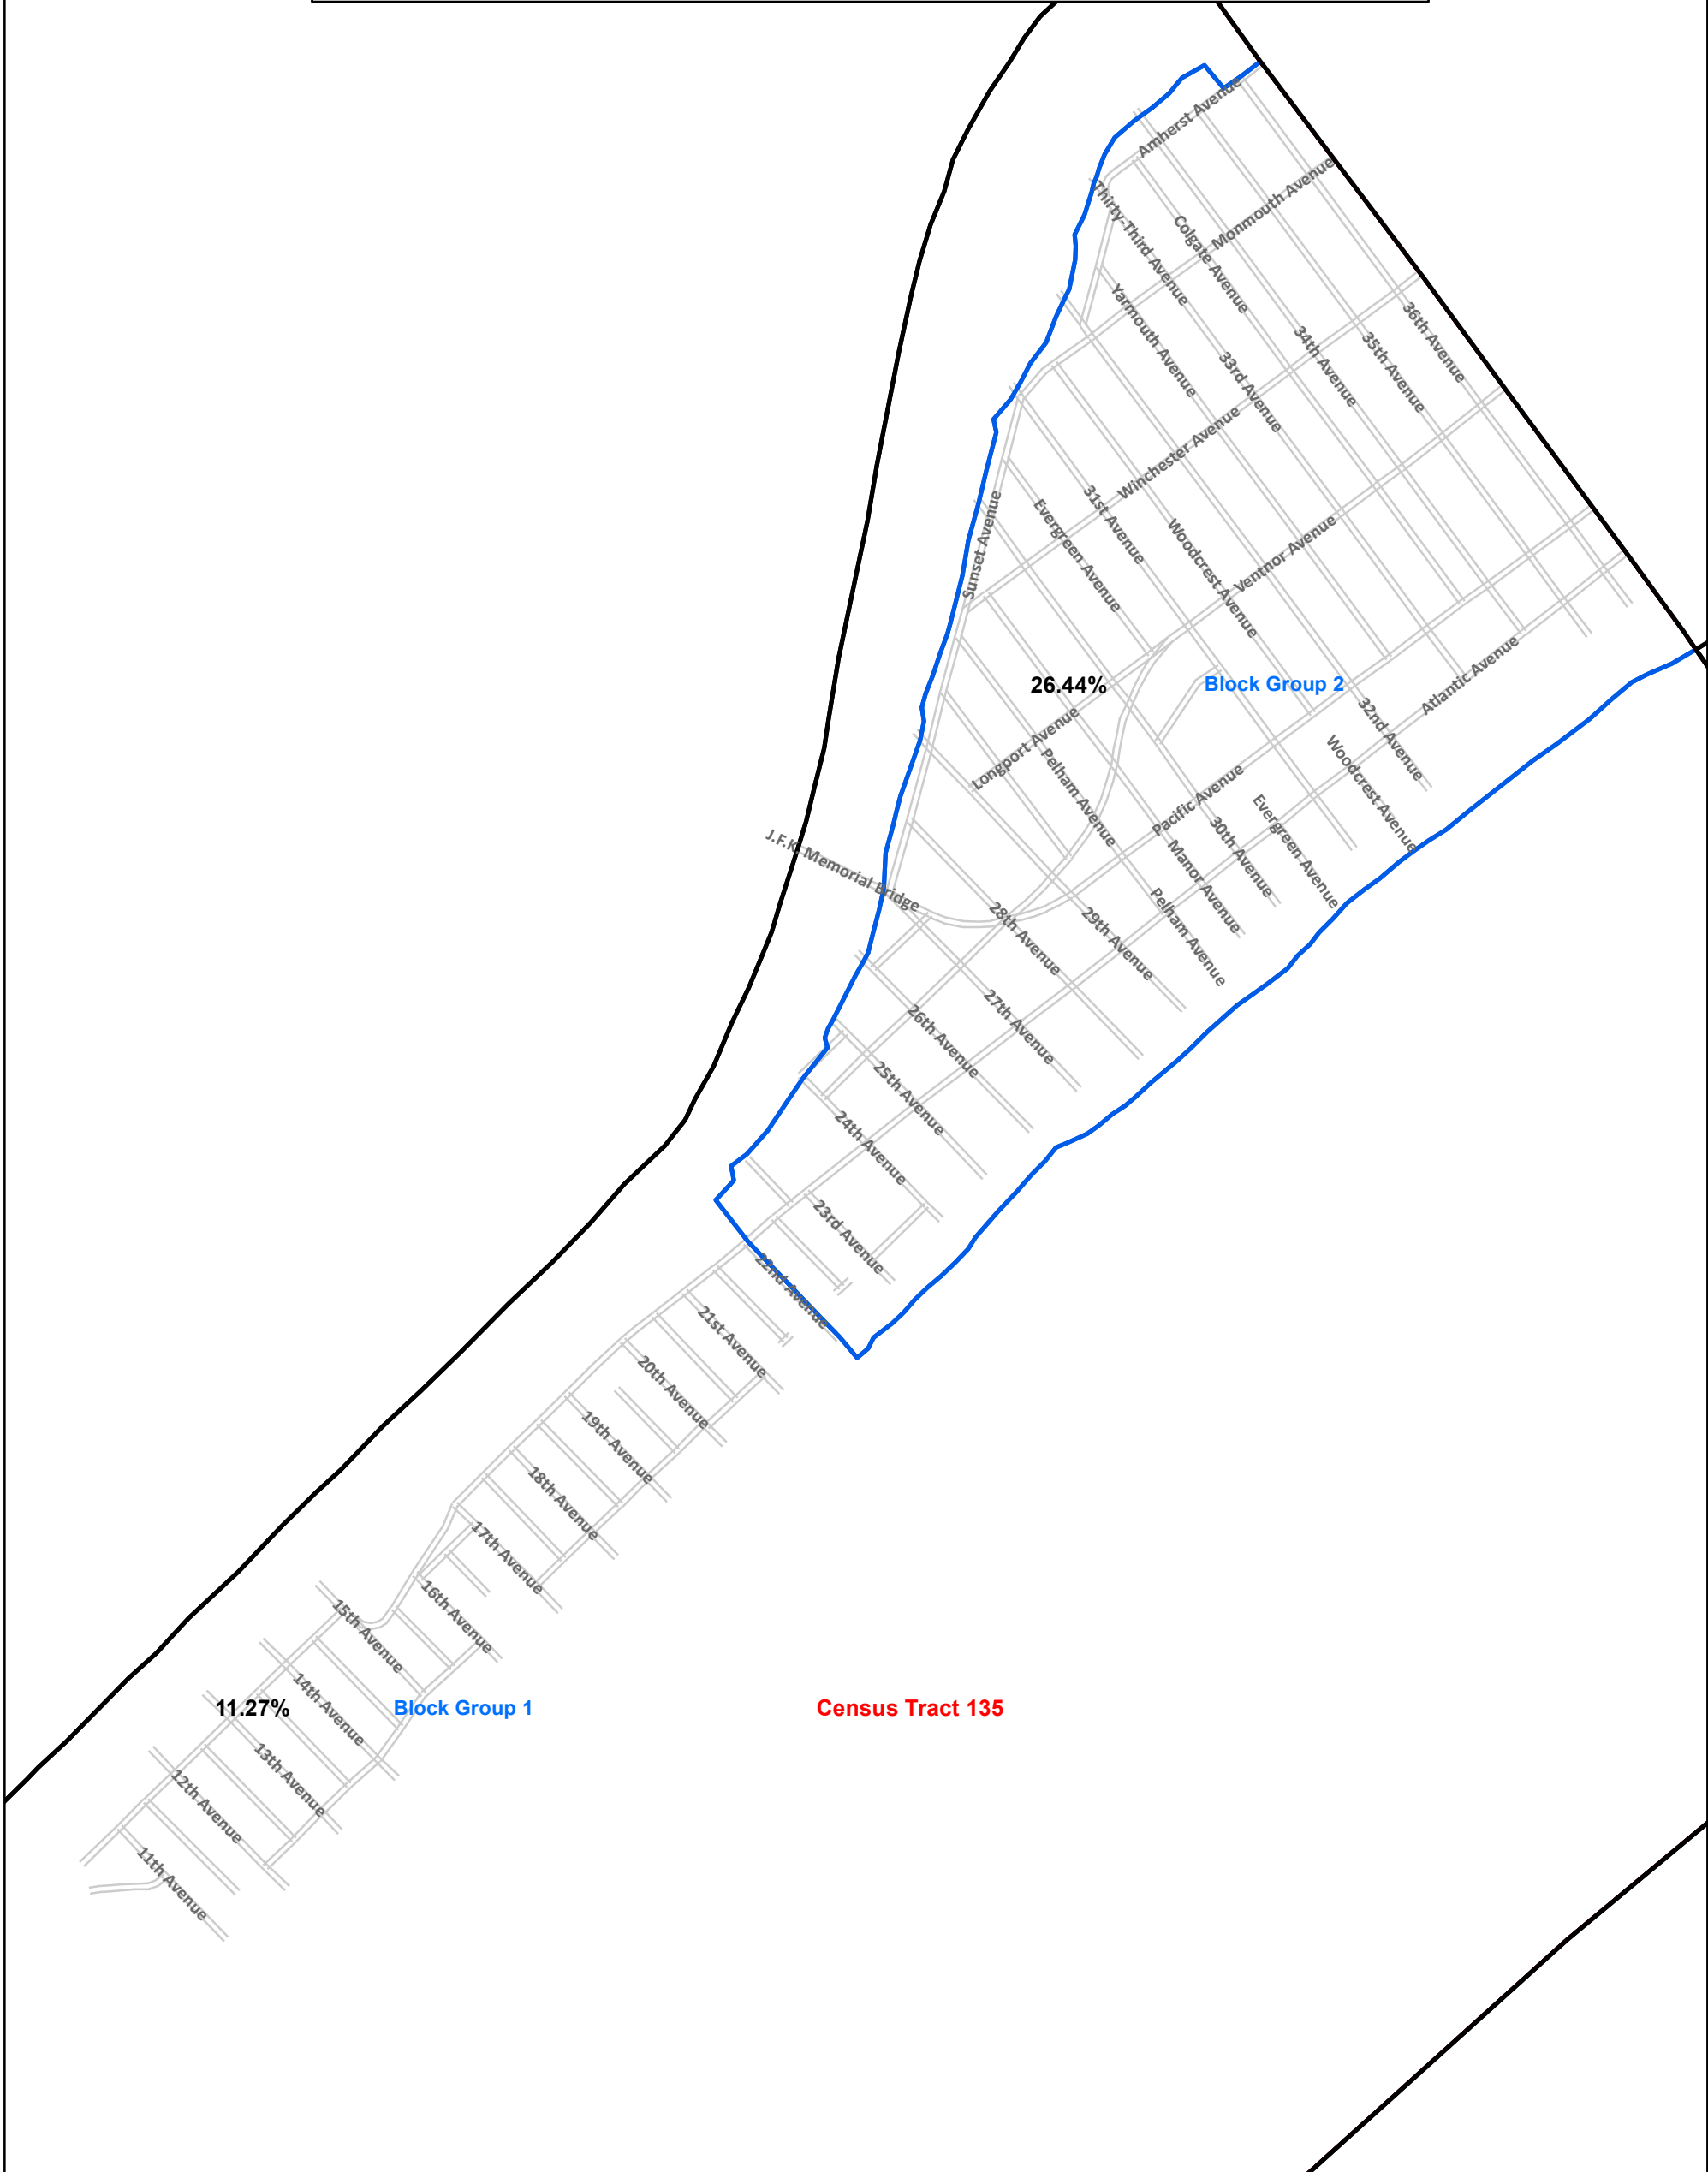 Amherst Avenue
Monmouth Avenue
Thirty-Third Avenue
Colgate Avenue
Yarmouth Avenue
36th Avenue
34th Avenue
35th Avenue
33rd Avenue
Winchester Avenue
Sunset Avenue
Evergreen Avenue
31st Avenue
Woodcrest Avenue
Ventnor Avenue
26.44%
Block Group 2
Atlantic Avenue
Longport Avenue
32nd Avenue
Pelham Avenue
Woodcrest Avenue
Pacific Avenue
J.F.K. Memorial Bridge
Evergreen Avenue
30th Avenue
Manor Avenue
Pelham Avenue
28th Avenue
29th Avenue
27th Avenue
26th Avenue
25th Avenue
24th Avenue
23rd Avenue
22nd Avenue
21st Avenue
20th Avenue
19th Avenue
18th Avenue
17th Avenue
16th Avenue
15th Avenue
14th Avenue
11.27%
Block Group 1
Census Tract 135
13th Avenue
12th Avenue
11th Avenue